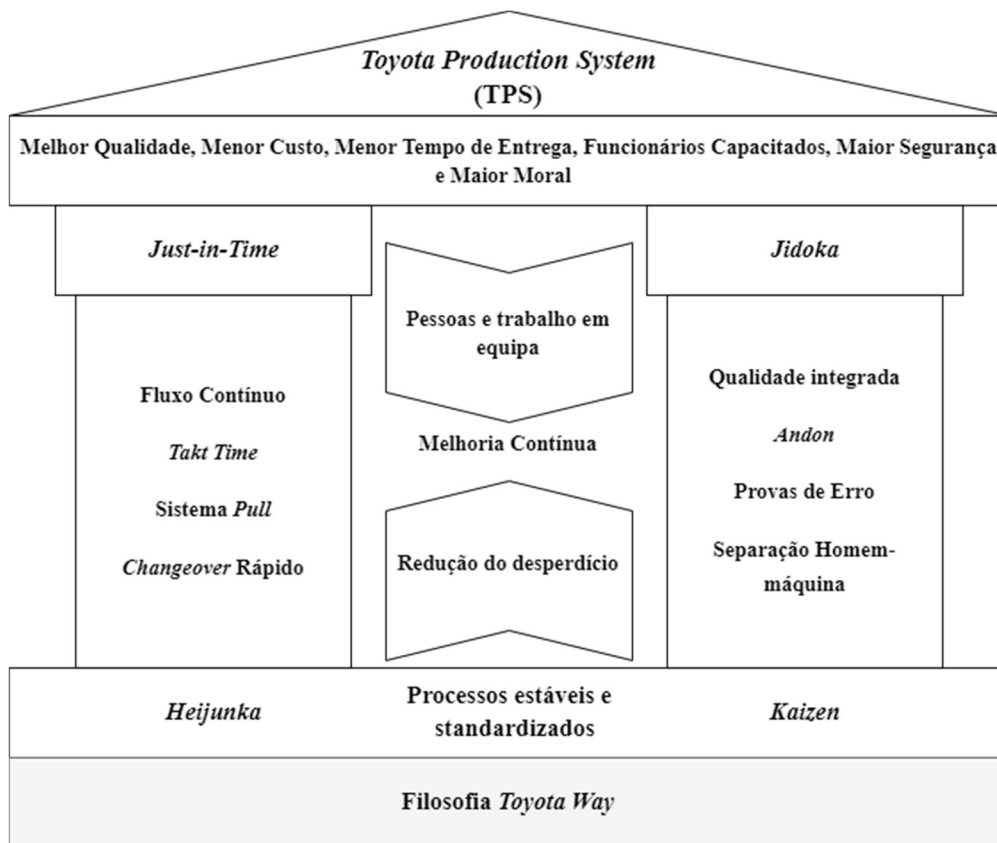 Toyota Production System
(TPS)
Melhor Qualidade, Menor Custo, Menor Tempo de Entrega, Funcionários Capacitados, Maior Segurança
e Maior Moral
Just-in-Time
Fluxo Contínuo
Takt Time
Sistema Pull
Changeover Rápido
Pessoas e trabalho em
equipa
Melhoria Contínua
Redução do desperdício
Jidoka
Qualidade integrada
Andon
Provas de Erro
Separação Homem-
máquina
Heijunka
Processos estáveis e
standardizados
Kaizen
Filosofia Toyota Way